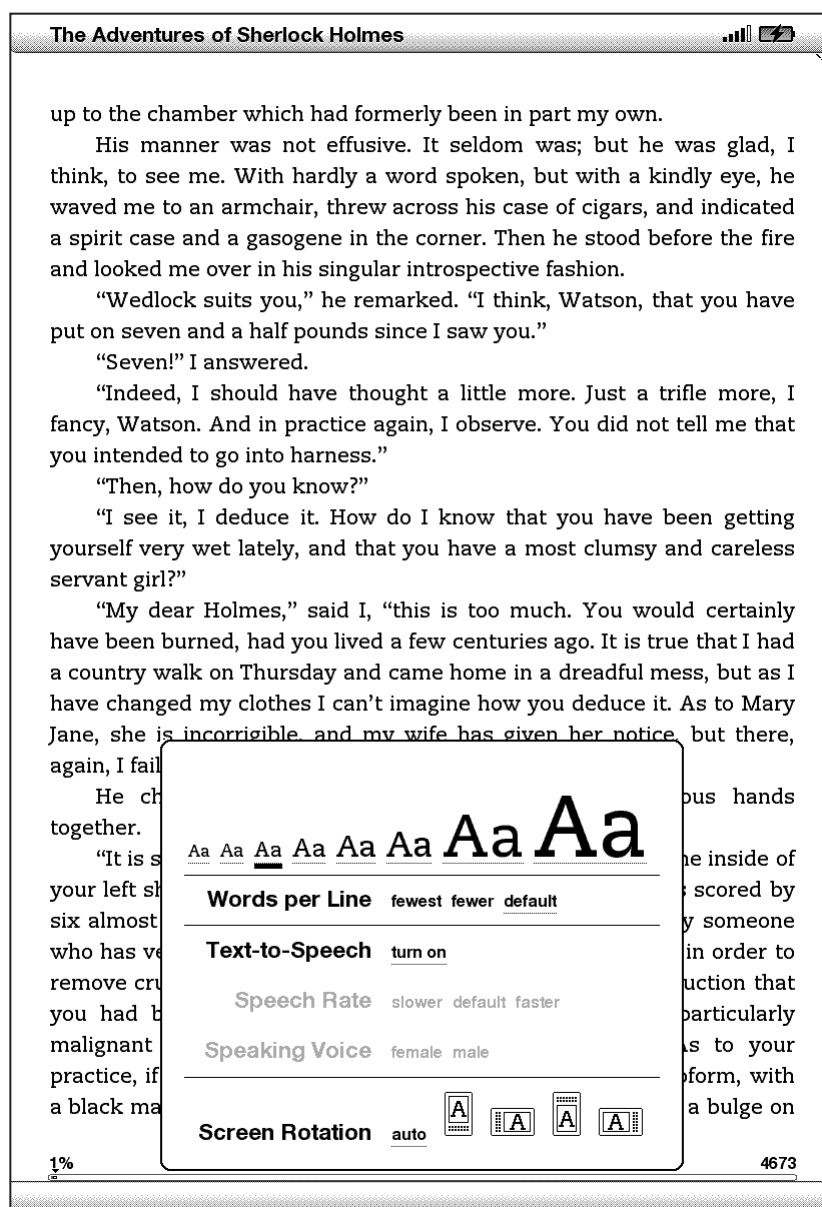 The Adventures of Sherlock Holmes
up to the chamber which had formerly been in part my own.
His manner was not effusive. It seldom was; but he was glad, I
think, to see me. With hardly a word spoken, but with a kindly eye, he
waved me to an armchair, threw across his case of cigars, and indicated
a spirit case and a gasogene in the corner. Then he stood before the fire
and looked me over in his singular introspective fashion.
“Wedlock suits you,” he remarked. “I think, Watson, that you have
put on seven and a half pounds since I saw you.”
“Seven!” I answered.
“Indeed, I should have thought a little more. Just a trifle more, I
fancy, Watson. And in practice again, I observe. You did not tell me that
you intended to go into harness.”
“Then, how do you know?”
“I see it, I deduce it. How do I know that you have been getting
yourself very wet lately, and that you have a most clumsy and careless
servant girl?”
“My dear Holmes,” said I, “this is too much. You would certainly
have been burned, had you lived a few centuries ago. It is true that I had
a country walk on Thursday and came home in a dreadful mess, but as I
have changed my clothes I can’t imagine how you deduce it. As to Mary
Jane, she is incorrigible, and my wife has given her notice, but there,
again, I fail
He ch ous hands
together.
“It is s he inside of
your left sh s scored by
six almost y someone
who has ve in order to
remove cru uction that
you had b particularly
malignant As to your
practice, if oform, with
a black ma a bulge on
Aa Aa Aa Aa Aa Aa Aa Aa
Words per Line fewest fewer default
Text-to-Speech turn on
Speech Rate slower default faster
Speaking Voice female male
Screen Rotation auto A A A A
1% 4673